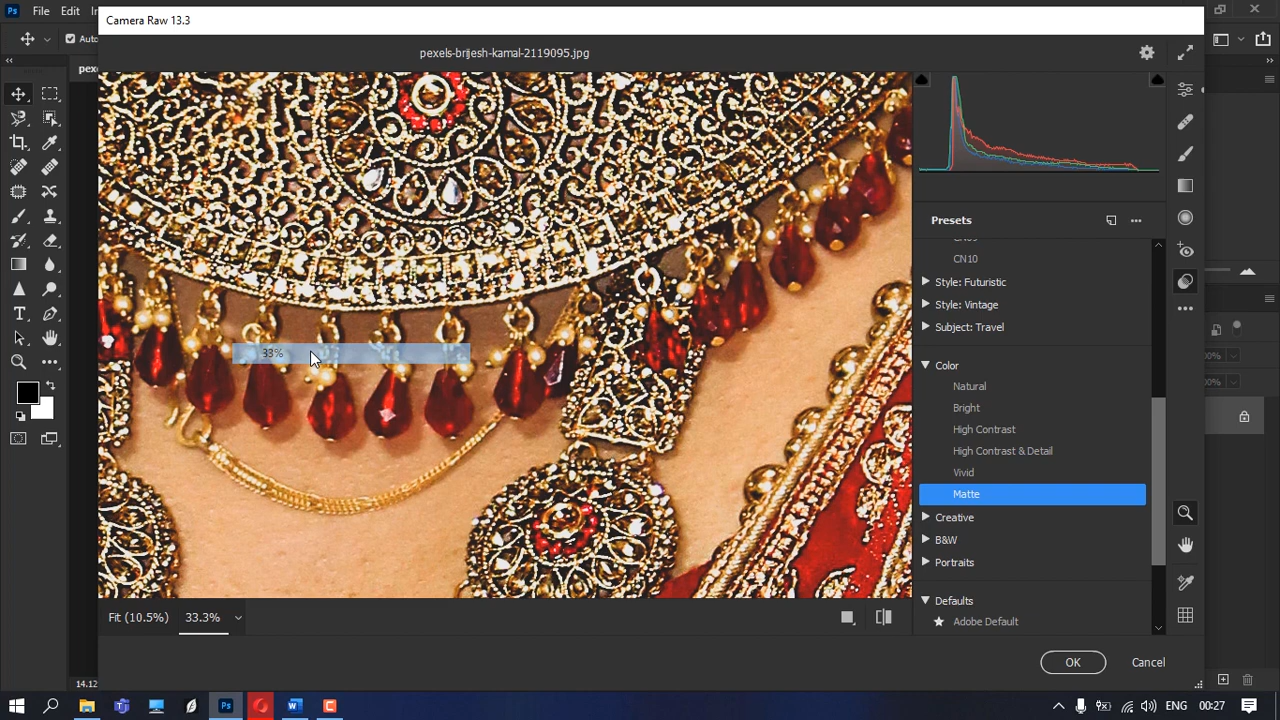 Ps File Edit
Camera Raw 13.3
Auto
pexels-brijesh-kamal-2119095.jpg
Presets
CN10
Style: Futuristic
Style: Vintage
Subject: Travel
33%
Color
Natural
Bright
High Contrast
High Contrast & Detail
Vivid
Matte
Creative
B&W
Portraits
Defaults
Adobe Default
Fit (10.5%) 33.3%
OK Cancel
14.12
00:27